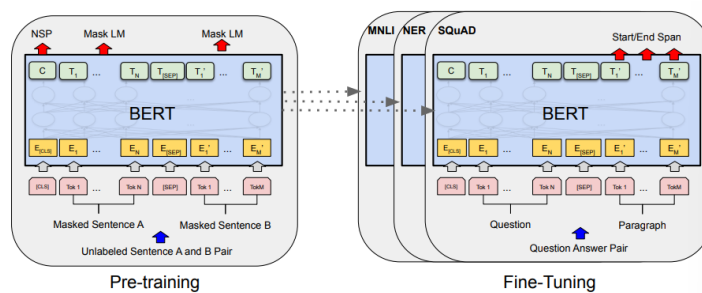 NSP Mask LM Mask LM
C T1 ... TN T[SEP] T1' ... TM'
BERT
E[CLS] E1 ... EN E[SEP] E1' ... EM'
[CLS] Tok 1 ... Tok N [SEP] Tok 1 ... TokM
Masked Sentence A Masked Sentence B
Unlabeled Sentence A and B Pair
Pre-training
MNLI NER SQuAD Start/End Span
C T1 ... TN T[SEP] T1' ... TM'
BERT
E[CLS] E1 ... EN E[SEP] E1' ... EM'
[CLS] Tok 1 ... Tok N [SEP] Tok 1 ... TokM
Question Paragraph
Question Answer Pair
Fine-Tuning